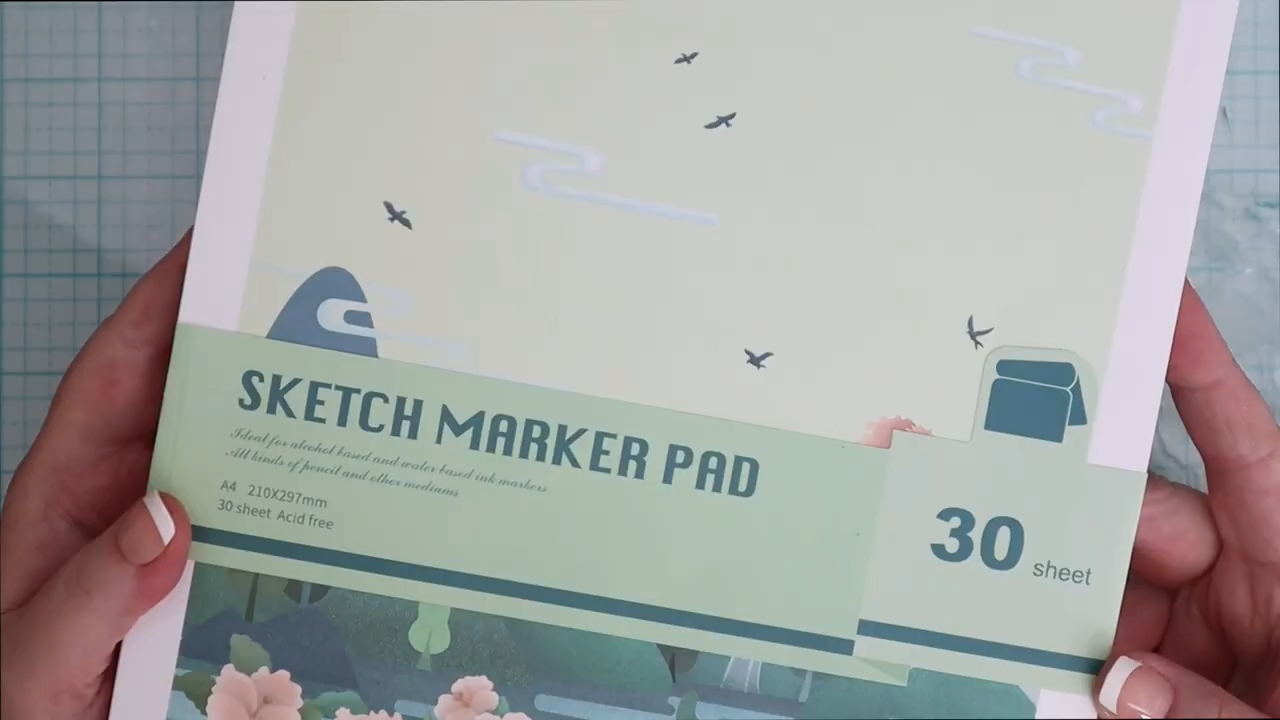 SKETCH MARKER PAD
Ideal for alcohol based and water based ink markers
All kinds of pencil and other mediams
A4 210X297mm
30 sheet Acid free
30 sheet